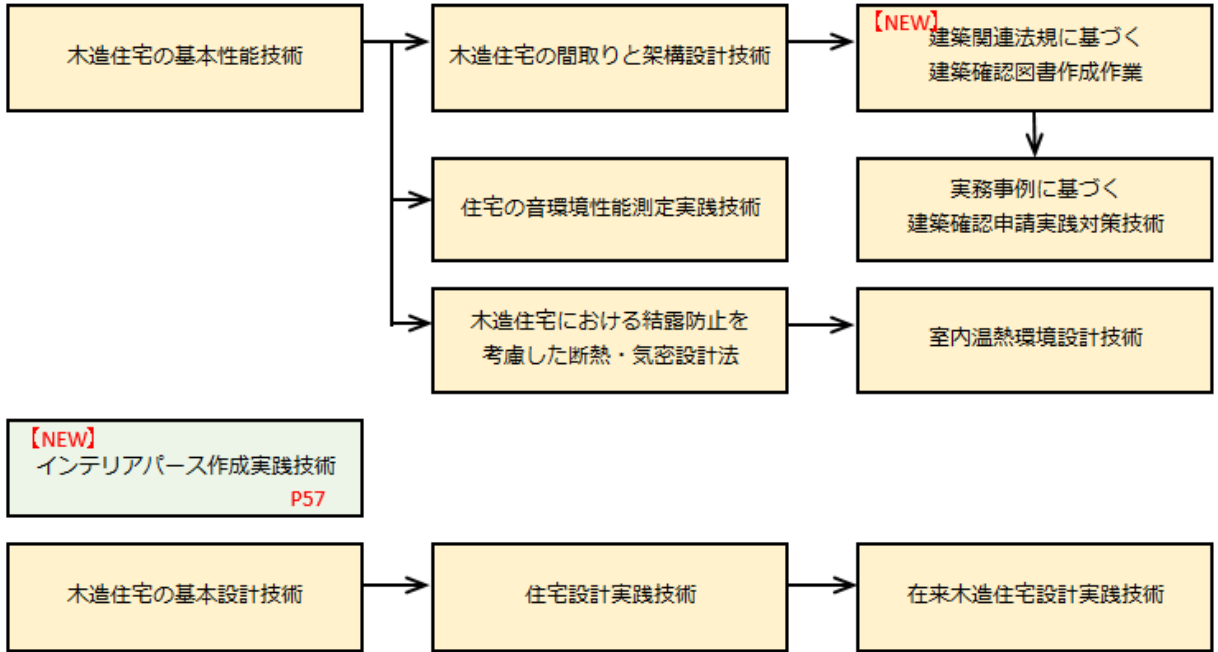 木造住宅の基本性能技術
木造住宅の間取りと架構設計技術
【NEW】
建築関連法規に基づく
建築確認図書作成作業
住宅の音環境性能測定実践技術
実務事例に基づく
建築確認申請実践対策技術
木造住宅における結露防止を
考慮した断熱・気密設計法
室内温熱環境設計技術
【NEW】
インテリアパース作成実践技術
P57
木造住宅の基本設計技術
住宅設計実践技術
在来木造住宅設計実践技術